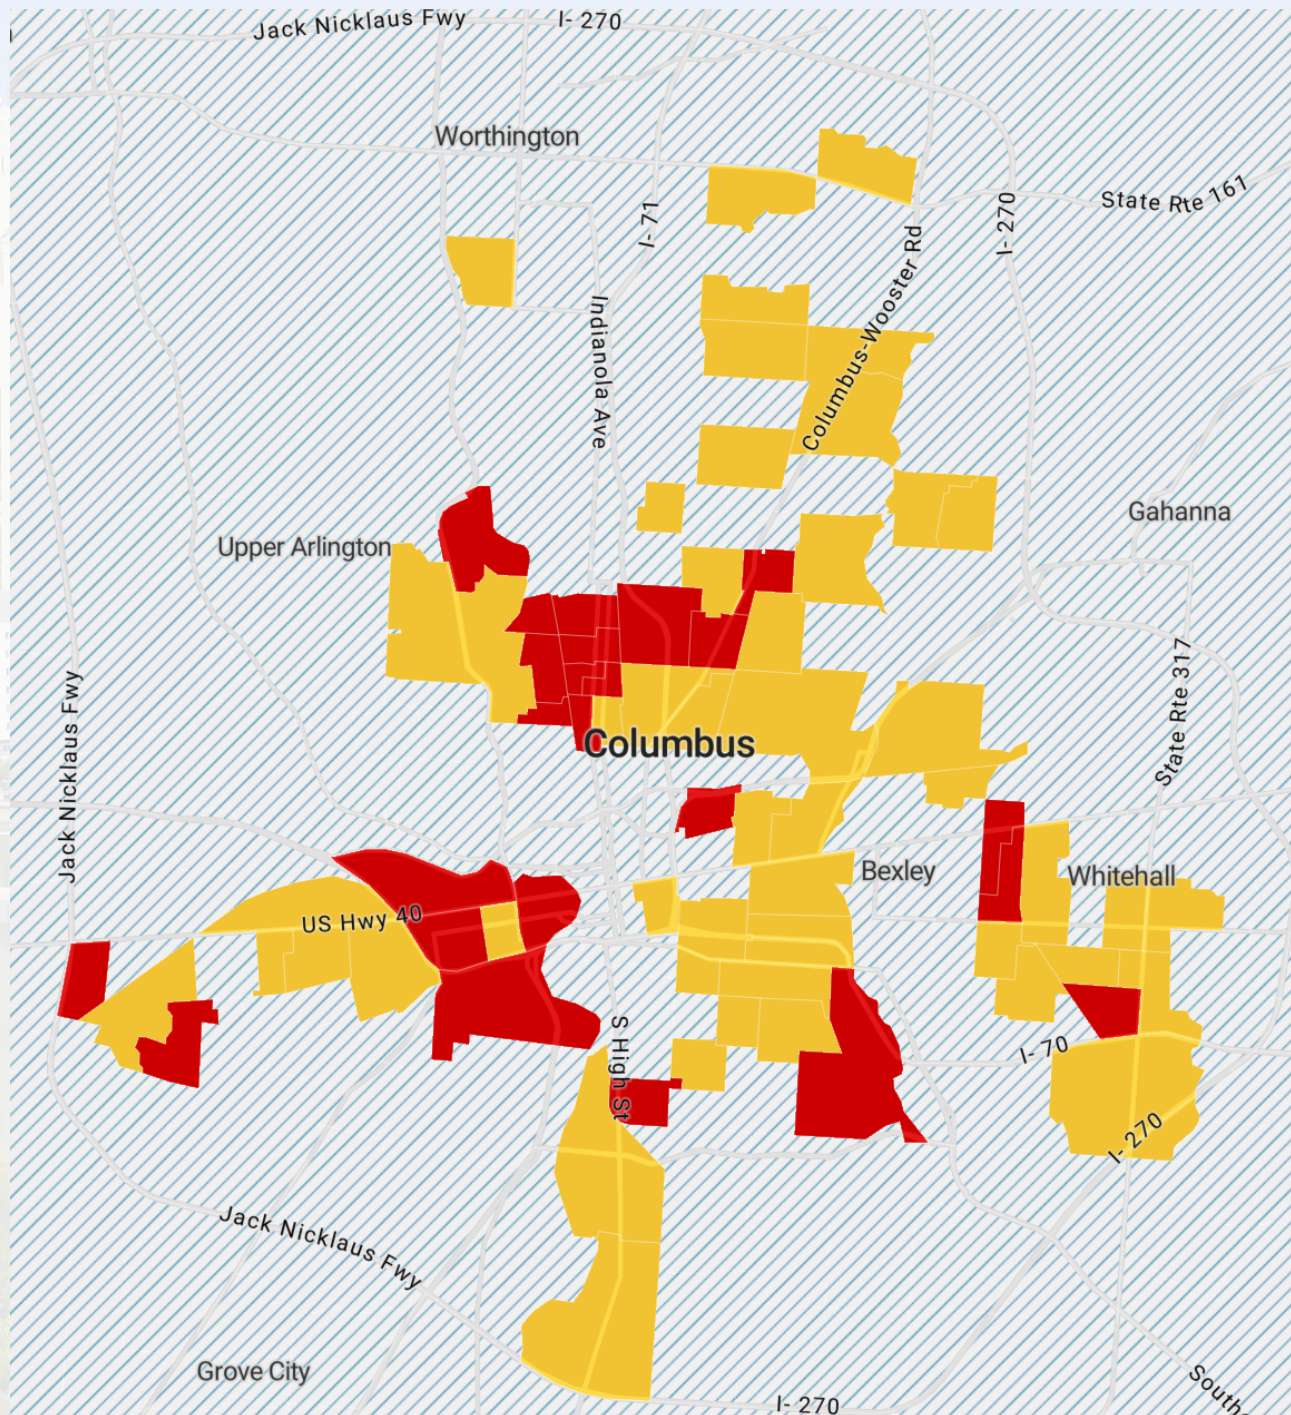 Jack Nicklaus Fwy
I- 270
Worthington
State Rte 161
I- 71
I- 270
Columbus-Wooster Rd
Indianola Ave
Gahanna
Upper Arlington
State Rte 317
Jack Nicklaus Fwy
Columbus
Bexley
Whitehall
US Hwy 40
S High St
I- 70
I- 270
Jack Nicklaus Fwy
Grove City
I- 270